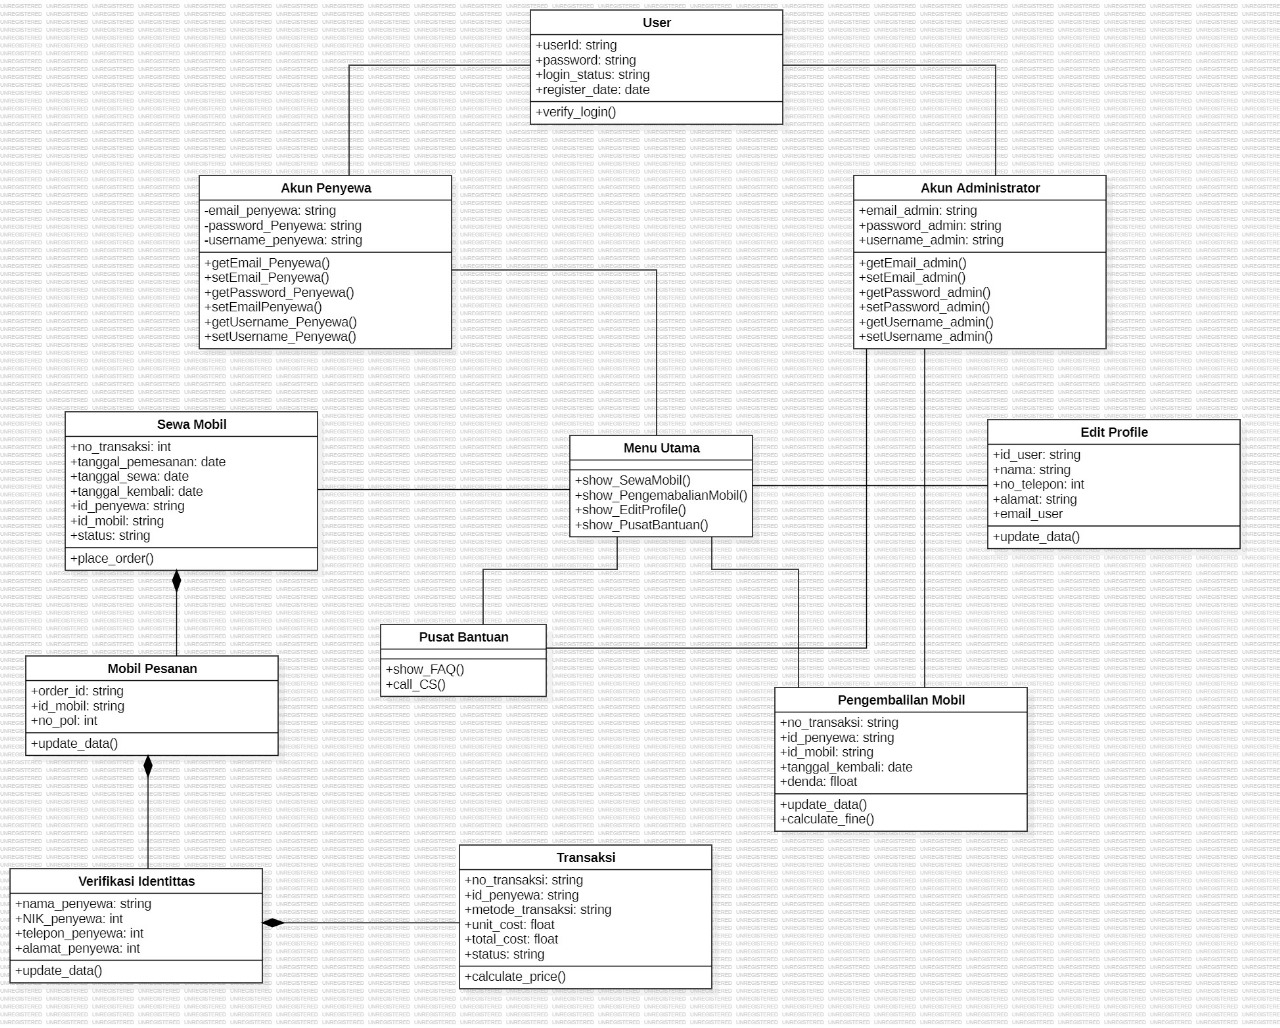 User
+userId: string
+password: string
+login_status: string
+register_date: date
+verify_login()
Akun Penyewa
-email_penyewa: string
-password_Penyewa: string
-username_penyewa: string
+getEmail_Penyewa()
+setEmail_Penyewa()
+getPassword_Penyewa()
+setEmailPenyewa()
+getUsername_Penyewa()
+setUsername_Penyewa()
Akun Administrator
+email_admin: string
+password_admin: string
+username_admin: string
+getEmail_admin()
+setEmail_admin()
+getPassword_admin()
+setPassword_admin()
+getUsername_admin()
+setUsername_admin()
Sewa Mobil
+no_transaksi: int
+tanggal_pemesanan: date
+tanggal_sewa: date
+tanggal_kembali: date
+id_penyewa: string
+id_mobil: string
+status: string
+place_order()
Menu Utama
+show_SewaMobil()
+show_PengemabalianMobil()
+show_EditProfile()
+show_PusatBantuan()
Edit Profile
+id_user: string
+nama: string
+no_telepon: int
+alamat: string
+email_user
+update_data()
Pusat Bantuan
+show_FAQ()
+call_CS()
Mobil Pesanan
+order_id: string
+id_mobil: string
+no_pol: int
+update_data()
Pengembalilan Mobil
+no_transaksi: string
+id_penyewa: string
+id_mobil: string
+tanggal_kembali: date
+denda: flloat
+update_data()
+calculate_fine()
Verifikasi Identittas
+nama_penyewa: string
+NIK_penyewa: int
+telepon_penyewa: int
+alamat_penyewa: int
+update_data()
Transaksi
+no_transaksi: string
+id_penyewa: string
+metode_transaksi: string
+unit_cost: float
+total_cost: float
+status: string
+calculate_price()
UNREGISTERED